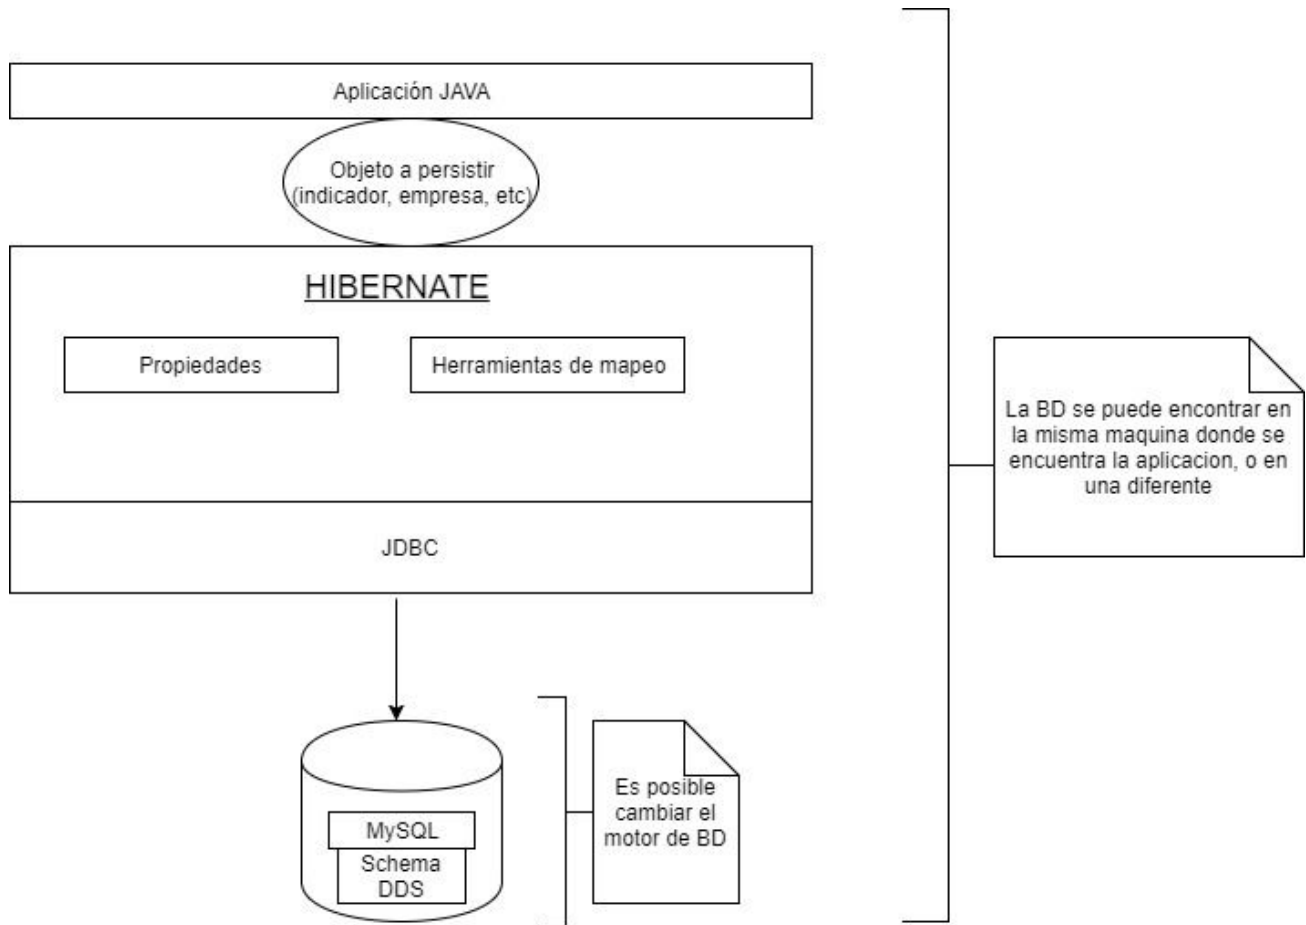 Aplicación JAVA
Objeto a persistir
(indicador, empresa, etc)
HIBERNATE
Propiedades
Herramientas de mapeo
La BD se puede encontrar en
la misma maquina donde se
encuentra la aplicacion, o en
una diferente
JDBC
Es posible
cambiar el
motor de BD
MySQL
Schema
DDS